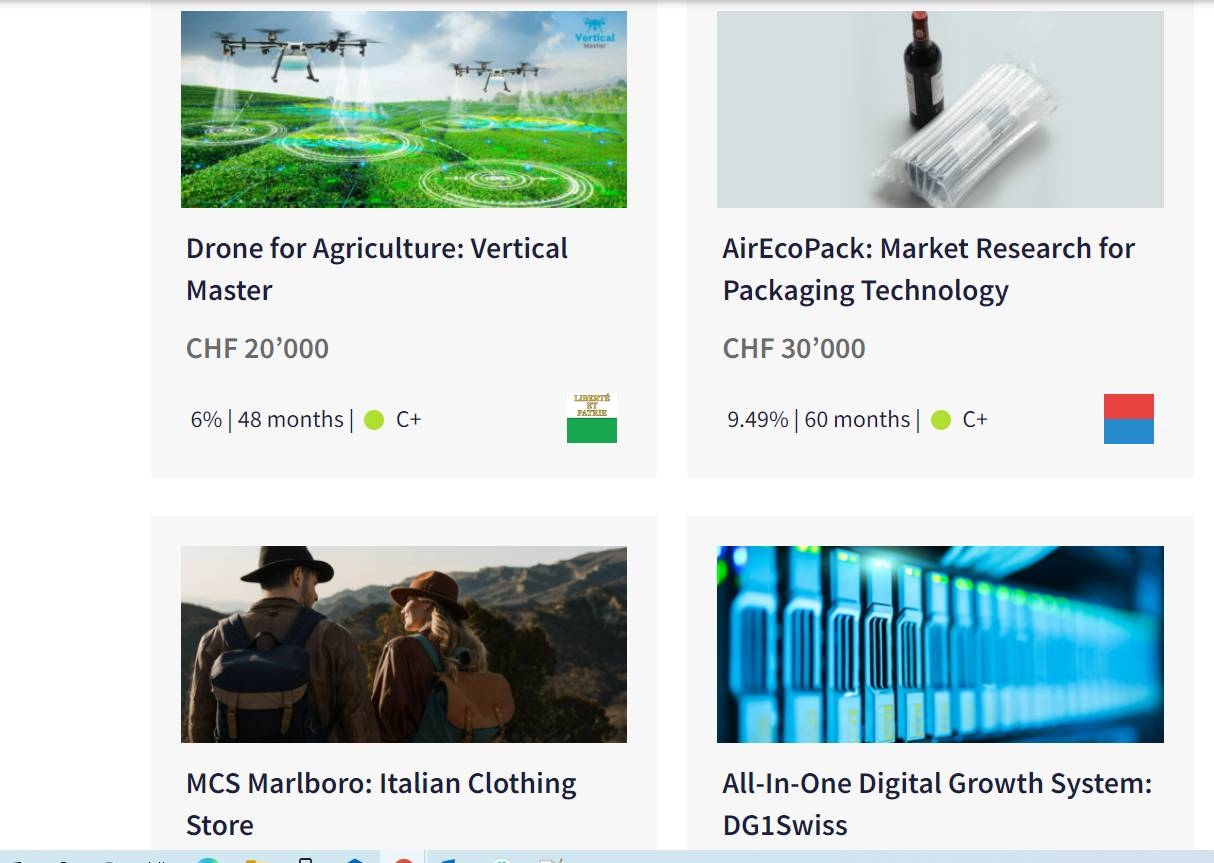 Vertical
Master
Drone for Agriculture: Vertical
Master
CHF 20’000
6% | 48 months | C+
LIBERTÉ
ET
PATRIE
AirEcoPack: Market Research for
Packaging Technology
CHF 30’000
9.49% | 60 months | C+
MCS Marlboro: Italian Clothing
Store
All-In-One Digital Growth System:
DG1Swiss